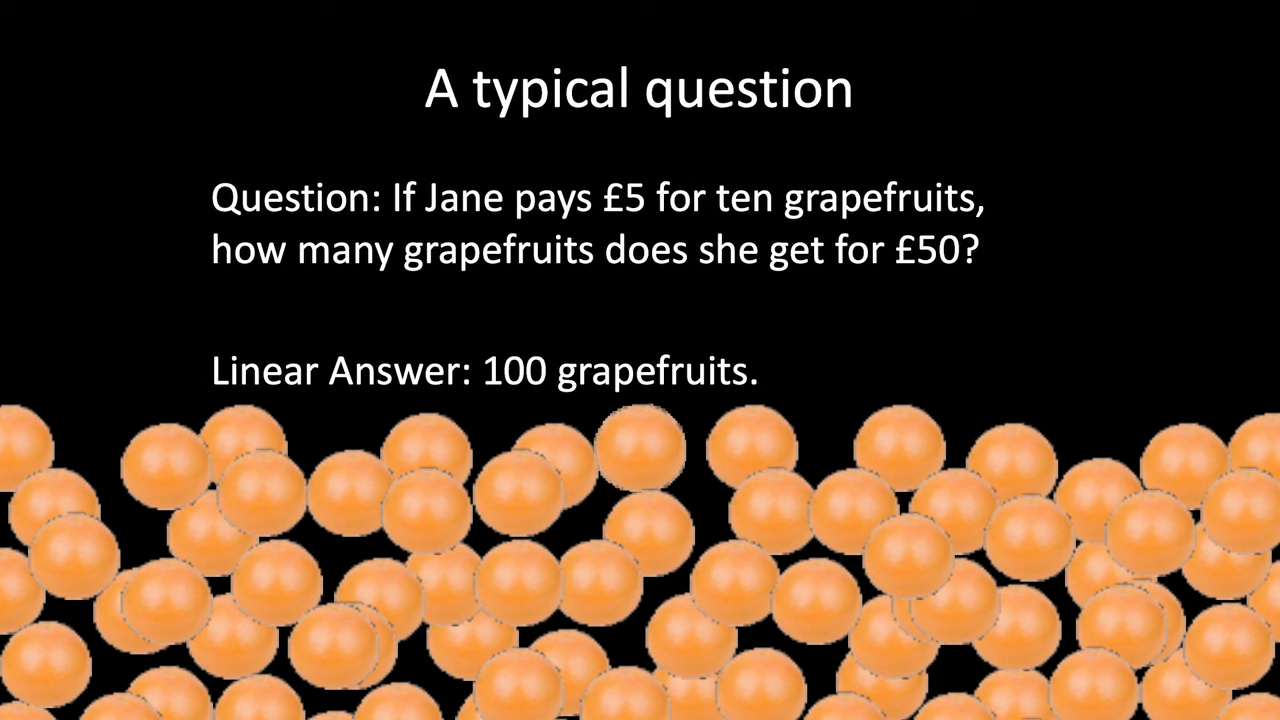 A typical question
Question: If Jane pays £5 for ten grapefruits,
how many grapefruits does she get for £50?
Linear Answer: 100 grapefruits.